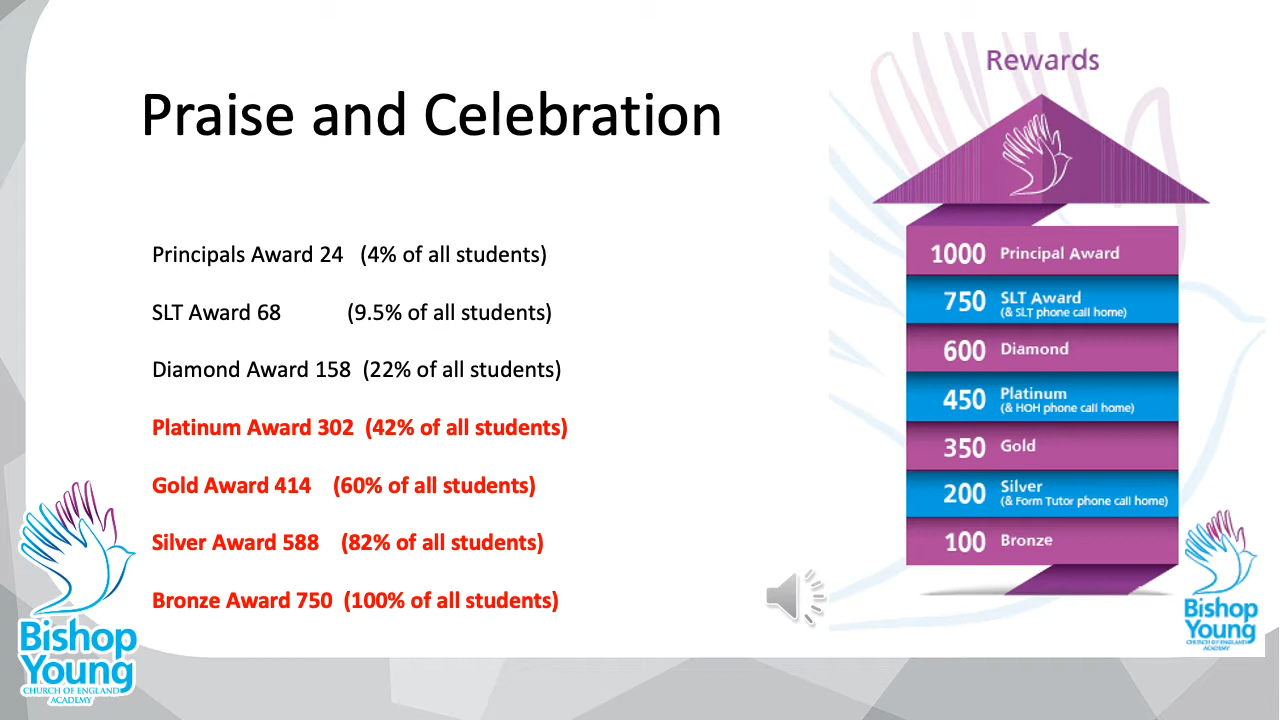 Praise and Celebration
Principals Award 24 (4% of all students)
SLT Award 68 (9.5% of all students)
Diamond Award 158 (22% of all students)
Platinum Award 302 (42% of all students)
Gold Award 414 (60% of all students)
Silver Award 588 (82% of all students)
Bronze Award 750 (100% of all students)
Rewards
1000 Principal Award
750 SLT Award
(& SLT phone call home)
600 Diamond
450 Platinum
(& HOH phone call home)
350 Gold
200 Silver
(& Form Tutor phone call home)
100 Bronze
Bishop
Young
CHURCH OF ENGLAND
ACADEMY
Bishop
Young
CHURCH OF ENGLAND
ACADEMY